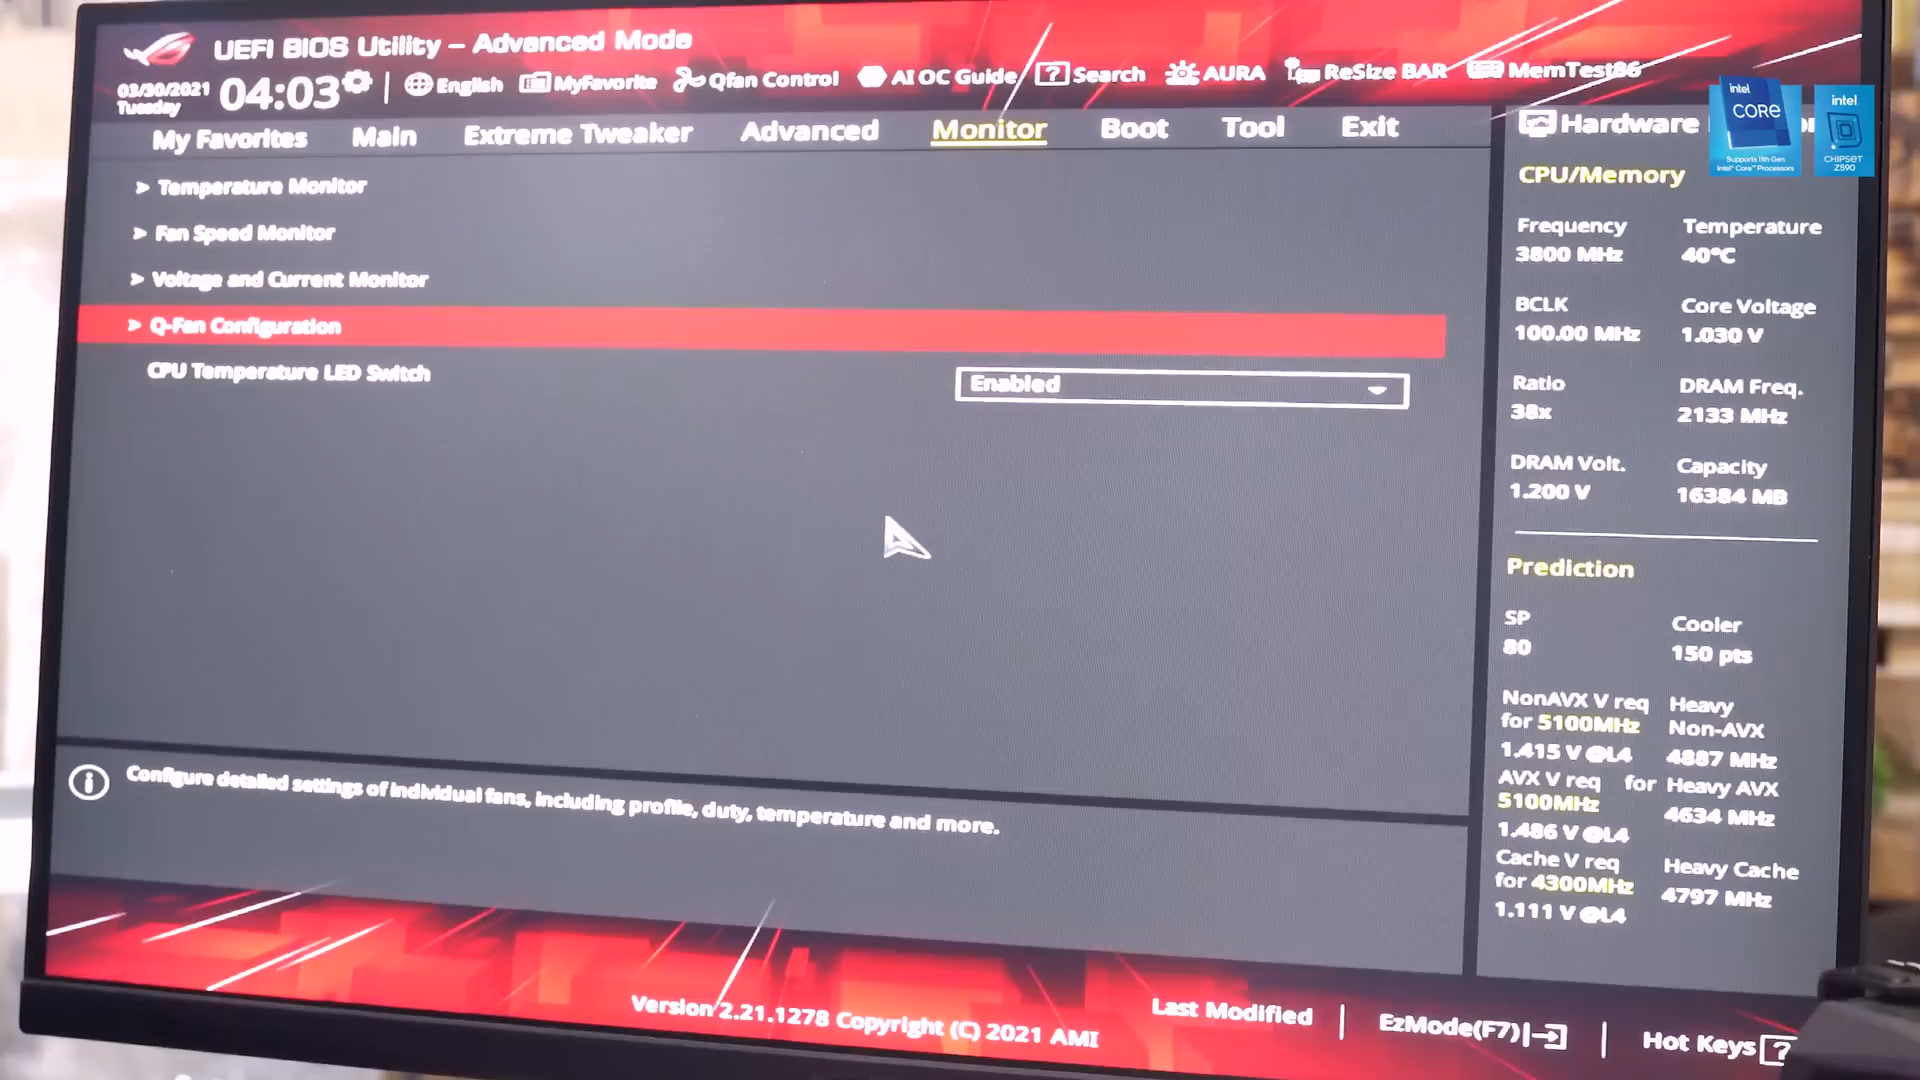 UEFI BIOS Utility – Advanced Mode
03/30/2021
Tuesday
04:03
English
MyFavorite
Qfan Control
AI OC Guide
Search
AURA
ReSize BAR
MemTest86
My Favorites
Main
Extreme Tweaker
Advanced
Monitor
Boot
Tool
Exit
> Temperature Monitor
> Fan Speed Monitor
> Voltage and Current Monitor
> Q-Fan Configuration
CPU Temperature LED Switch
Enabled
Configure detailed settings of individual fans, including profile, duty, temperature and more.
Hardware
intel
CORE
Supports 11th Gen
Intel® Core™ Processors
intel
CHIPSET
Z590
CPU/Memory
Frequency
Temperature
3800 MHz
40°C
BCLK
Core Voltage
100.00 MHz
1.030 V
Ratio
DRAM Freq.
38x
2133 MHz
DRAM Volt.
Capacity
1.200 V
16384 MB
Prediction
SP
Cooler
80
150 pts
NonAVX V req
for 5100MHz
1.415 V @L4
Heavy
Non-AVX
4887 MHz
AVX V req for
5100MHz
1.486 V @L4
Heavy AVX
4634 MHz
Cache V req
for 4300MHz
1.111 V @L4
Heavy Cache
4797 MHz
Version 2.21.1278 Copyright (C) 2021 AMI
Last Modified
EzMode(F7)
Hot Keys ?